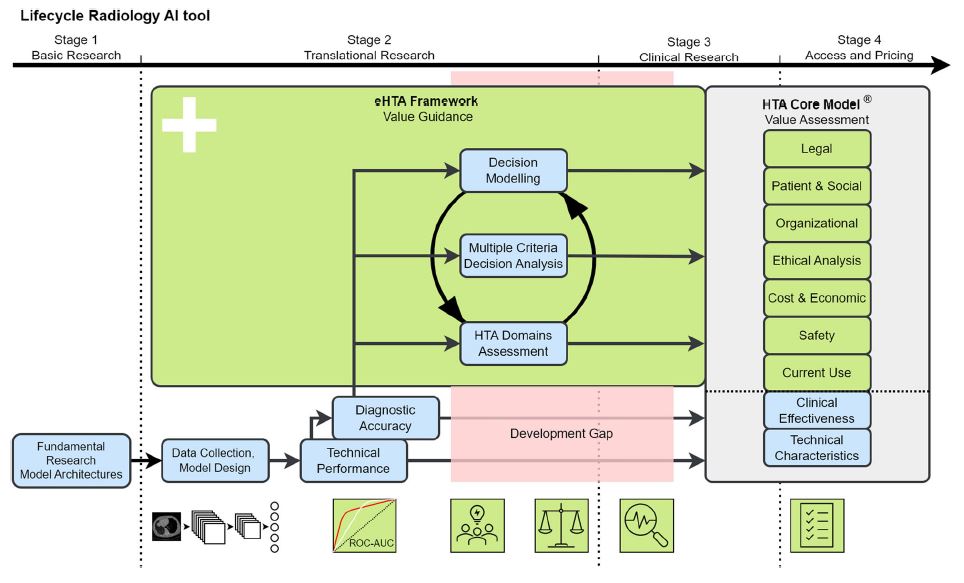 Lifecycle Radiology AI tool
Stage 1
Basic Research
Stage 2
Translational Research
Stage 3
Clinical Research
Stage 4
Access and Pricing
eHTA Framework
Value Guidance
Decision
Modelling
Multiple Criteria
Decision Analysis
HTA Domains
Assessment
HTA Core Model ®
Value Assessment
Legal
Patient & Social
Organizational
Ethical Analysis
Cost & Economic
Safety
Current Use
Clinical
Effectiveness
Technical
Characteristics
Diagnostic
Accuracy
Development Gap
Fundamental
Research
Model Architectures
Data Collection,
Model Design
Technical
Performance
ROC-AUC